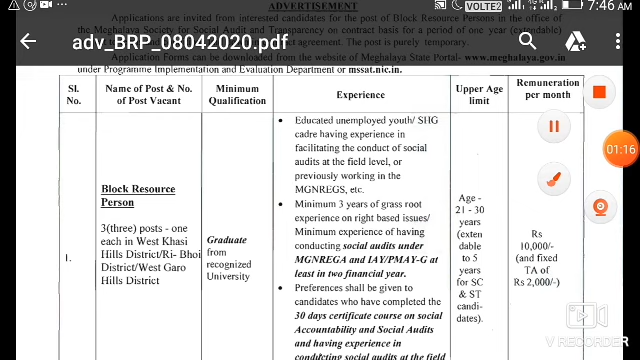 VOLTE2 77% 7:46 AM
ADVERTISEMENT
Applications are invited from interested candidates for the post of Block Resource Persons in the office
of the Meghalaya Society for Social Audit and Transparency on contract basis for a period of one year (extendable)
adv_BRP_08042020.pdf
agreement. The post is purely temporary.
Application Forms can be downloaded from the website of Meghalaya State Portal - www.meghalaya.gov.in
under Programme Implementation and Evaluation Department or mssat.nic.in.
Sl. No.
Name of Post & No. of Post Vacant
Minimum Qualification
Experience
Upper Age limit
Remuneration per month
1.
Block Resource
Person
3(three) posts - one
each in West Khasi
Hills District/Ri- Bhoi
District/West Garo
Hills District
Graduate
from
recognized
University
• Educated unemployed youth/ SHG
cadre having experience in
facilitating the conduct of social
audits at the field level, or
previously working in the
MGNREGS, etc.
• Minimum 3 years of grass root
experience on right based issues/
Minimum experience of having
conducting social audits under
MGNREGA and IAY/PMAY-G at
at least in two financial year.
• Preferences shall be given to
candidates who have completed the
30 days certificate course on social
Accountability and Social Audits
and having experience in
conducting social audits at the field
Age -
21 - 30
years
(exten
dable
to 5
years
for SC
& ST
candi-
dates).
Rs
10,000/-
(and fixed
TA of
Rs 2,000/-)
01:16
V RECORDER